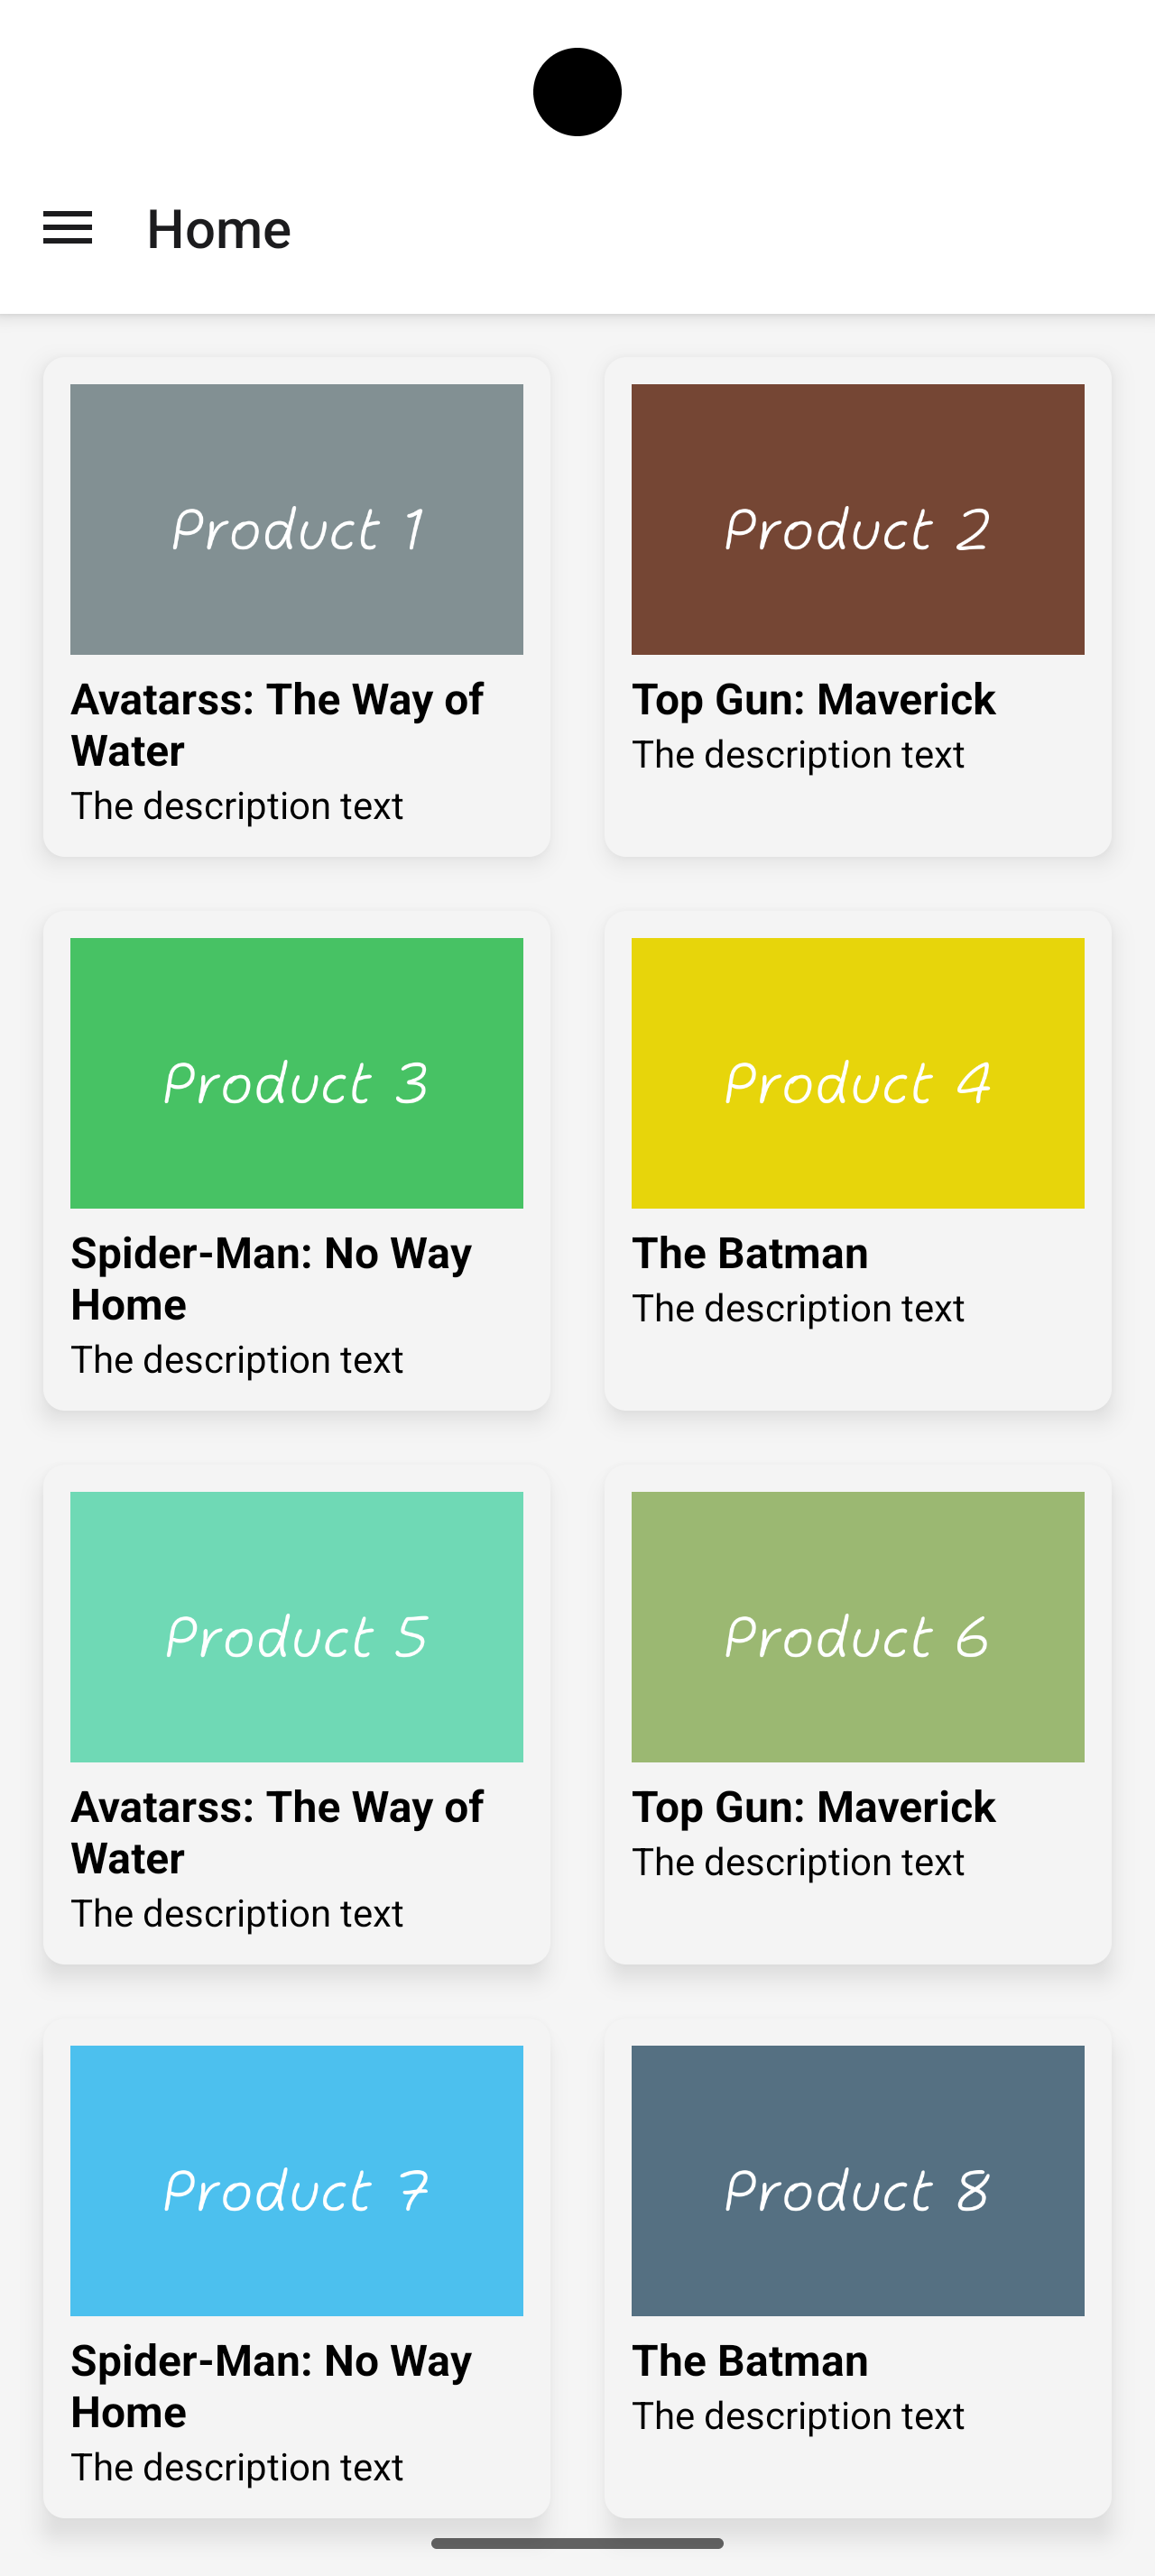 Home
Product 1
Avatarss: The Way of
Water
The description text
Product 2
Top Gun: Maverick
The description text
Product 3
Spider-Man: No Way
Home
The description text
Product 4
The Batman
The description text
Product 5
Avatarss: The Way of
Water
The description text
Product 6
Top Gun: Maverick
The description text
Product 7
Spider-Man: No Way
Home
The description text
Product 8
The Batman
The description text